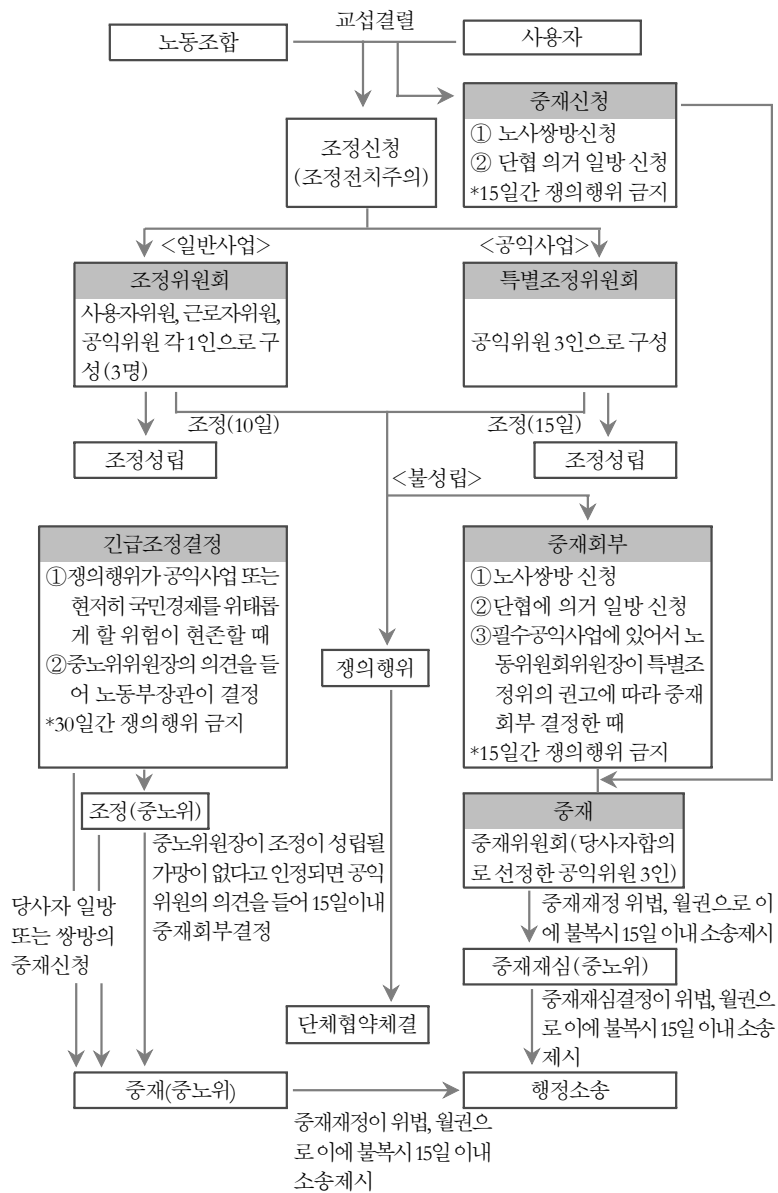 교섭결렬
노동조합
사용자
중재신청
① 노사쌍방신청
② 단협 의거 일방 신청
*15일간 쟁의행위 금지
조정신청
(조정전치주의)
<일반사업>
<공익사업>
조정위원회
사용자위원, 근로자위원,
공익위원 각 1인으로 구
성(3명)
특별조정위원회
공익위원 3인으로 구성
조정(10일)
조정(15일)
조정성립
조정성립
<불성립>
긴급조정결정
①쟁의행위가 공익사업 또는
현저히 국민경제를 위태롭
게 할 위험이 현존할 때
②중노위위원장의 의견을 들
어 노동부장관이 결정
*30일간 쟁의행위 금지
중재회부
①노사쌍방 신청
②단협에 의거 일방 신청
③필수공익사업에 있어서 노
동위원회위원장이 특별조
정위의 권고에 따라 중재
회부 결정한 때
*15일간 쟁의행위 금지
쟁의행위
조정(중노위)
중노위원장이 조정이 성립될
가망이 없다고 인정되면 공익
위원의 의견을 들어 15일이내
중재회부결정
당사자 일방
또는 쌍방의
중재신청
중재
중재위원회(당사자합의
로 선정한 공익위원 3인)
중재재정 위법, 월권으로 이
에 불복시 15일 이내 소송제시
중재재심(중노위)
중재재심결정이 위법, 월권으
로 이에 불복시 15일 이내 소송
제시
단체협약체결
중재(중노위)
행정소송
중재재정이 위법, 월권으
로 이에 불복시 15일 이내
소송제시